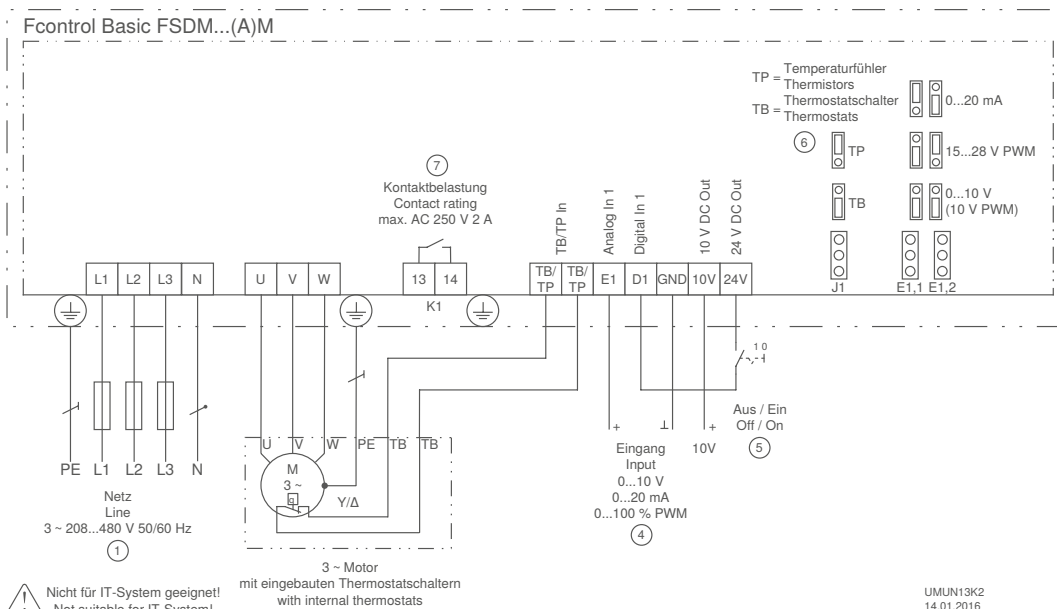 Fcontrol Basic FSDM...(A)M
TP = Temperaturfühler
Thermistors
TB = Thermostatschalter
Thermostats
6
0...20 mA
TP
15...28 V PWM
TB
0...10 V
(10 V PWM)
J1
E1,1 E1,2
7
Kontaktbelastung
Contact rating
max. AC 250 V 2 A
TB/TP In
Analog In 1
Digital In 1
10 V DC Out
24 V DC Out
L1 L2 L3 N
U V W
13 14
K1
TB/TP TB/TP E1 D1 GND 10V 24V
1 0
Aus / Ein
Off / On
5
+ ⊥ +
10V
Eingang
Input
0...10 V
0...20 mA
0...100 % PWM
4
PE L1 L2 L3 N
Netz
Line
3 ~ 208...480 V 50/60 Hz
1
U V W PE TB TB
M
3 ~
Y/Δ
3 ~ Motor
mit eingebauten Thermostatschaltern
with internal thermostats
Nicht für IT-System geeignet!
Not suitable for IT-System!
UMUN13K2
14.01.2016